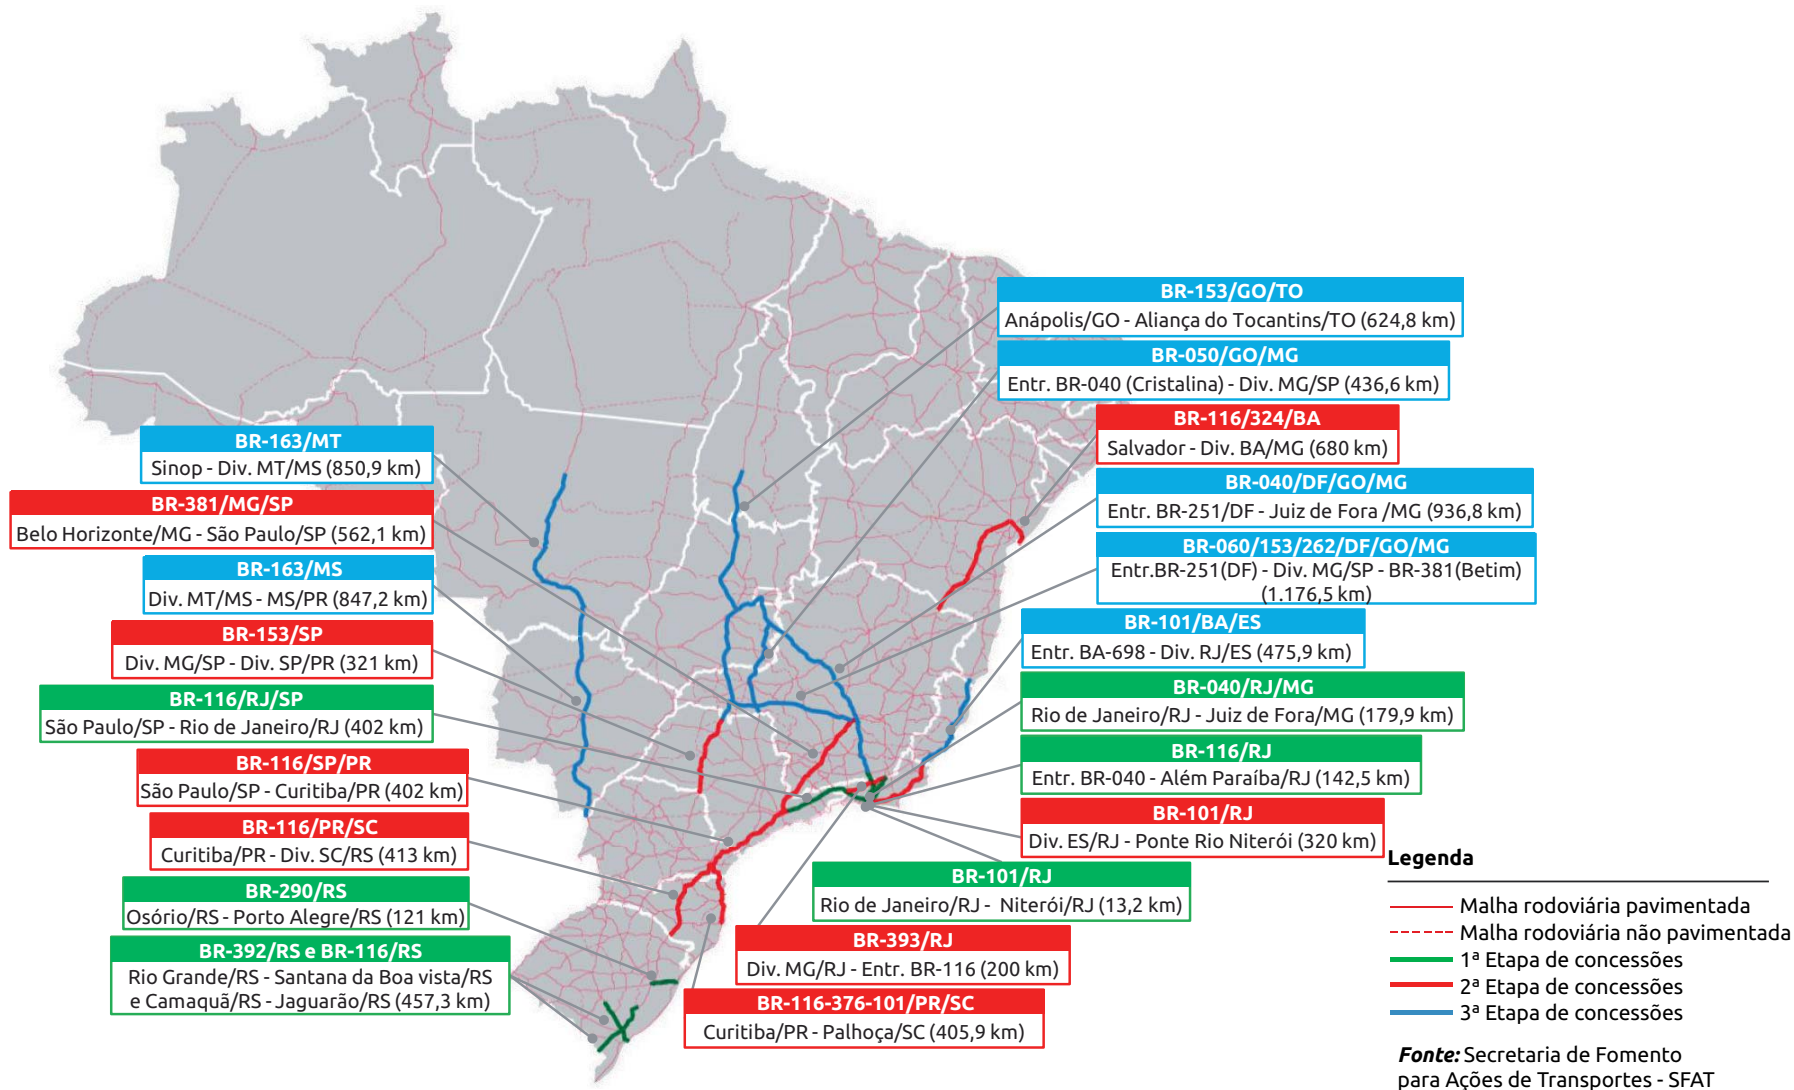 BR-153/GO/TO
Anápolis/GO - Aliança do Tocantins/TO (624,8 km)
BR-050/GO/MG
Entr. BR-040 (Cristalina) - Div. MG/SP (436,6 km)
BR-116/324/BA
Salvador - Div. BA/MG (680 km)
BR-040/DF/GO/MG
Entr. BR-251/DF - Juiz de Fora /MG (936,8 km)
BR-060/153/262/DF/GO/MG
Entr.BR-251(DF) - Div. MG/SP - BR-381(Betim)
(1.176,5 km)
BR-101/BA/ES
Entr. BA-698 - Div. RJ/ES (475,9 km)
BR-040/RJ/MG
Rio de Janeiro/RJ - Juiz de Fora/MG (179,9 km)
BR-116/RJ
Entr. BR-040 - Além Paraíba/RJ (142,5 km)
BR-101/RJ
Div. ES/RJ - Ponte Rio Niterói (320 km)
BR-101/RJ
Rio de Janeiro/RJ - Niterói/RJ (13,2 km)
BR-393/RJ
Div. MG/RJ - Entr. BR-116 (200 km)
BR-116-376-101/PR/SC
Curitiba/PR - Palhoça/SC (405,9 km)
BR-163/MT
Sinop - Div. MT/MS (850,9 km)
BR-381/MG/SP
Belo Horizonte/MG - São Paulo/SP (562,1 km)
BR-163/MS
Div. MT/MS - MS/PR (847,2 km)
BR-153/SP
Div. MG/SP - Div. SP/PR (321 km)
BR-116/RJ/SP
São Paulo/SP - Rio de Janeiro/RJ (402 km)
BR-116/SP/PR
São Paulo/SP - Curitiba/PR (402 km)
BR-116/PR/SC
Curitiba/PR - Div. SC/RS (413 km)
BR-290/RS
Osório/RS - Porto Alegre/RS (121 km)
BR-392/RS e BR-116/RS
Rio Grande/RS - Santana da Boa vista/RS
e Camaquã/RS - Jaguarão/RS (457,3 km)
Legenda
Malha rodoviária pavimentada
Malha rodoviária não pavimentada
1ª Etapa de concessões
2ª Etapa de concessões
3ª Etapa de concessões
Fonte: Secretaria de Fomento
para Ações de Transportes - SFAT